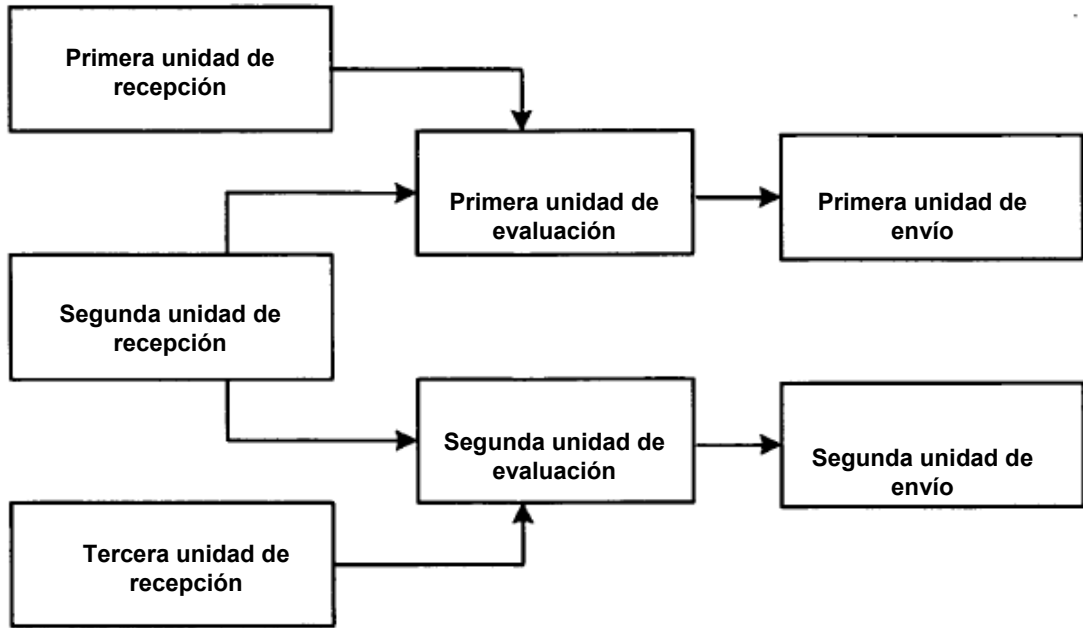 Primera unidad de
recepción
Primera unidad de
evaluación
Primera unidad de
envío
Segunda unidad de
recepción
Segunda unidad de
evaluación
Segunda unidad de
envío
Tercera unidad de
recepción